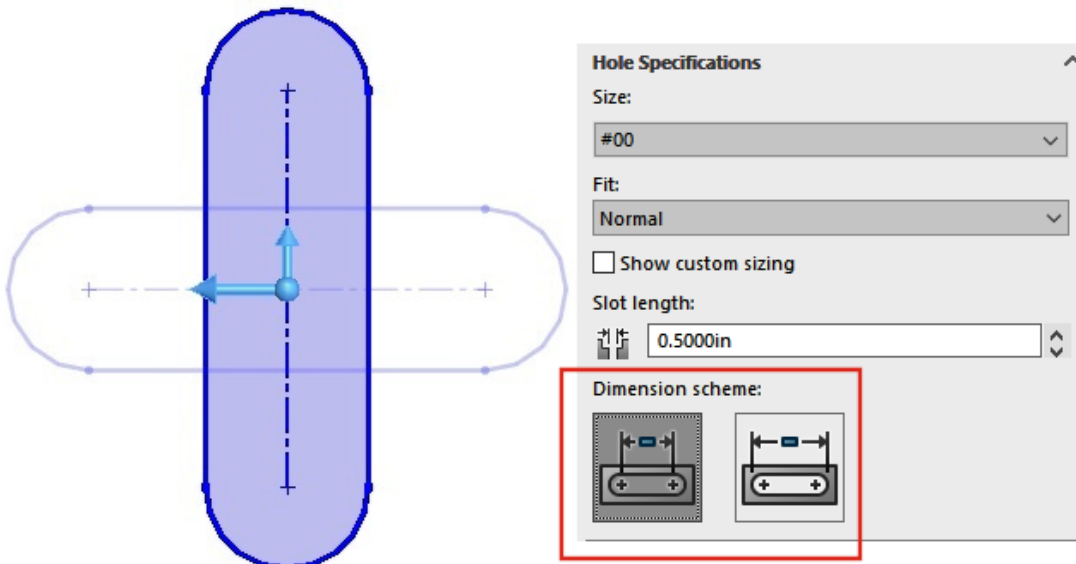 Hole Specifications
Size:
#00
Fit:
Normal
Show custom sizing
Slot length:
0.5000in
Dimension scheme: